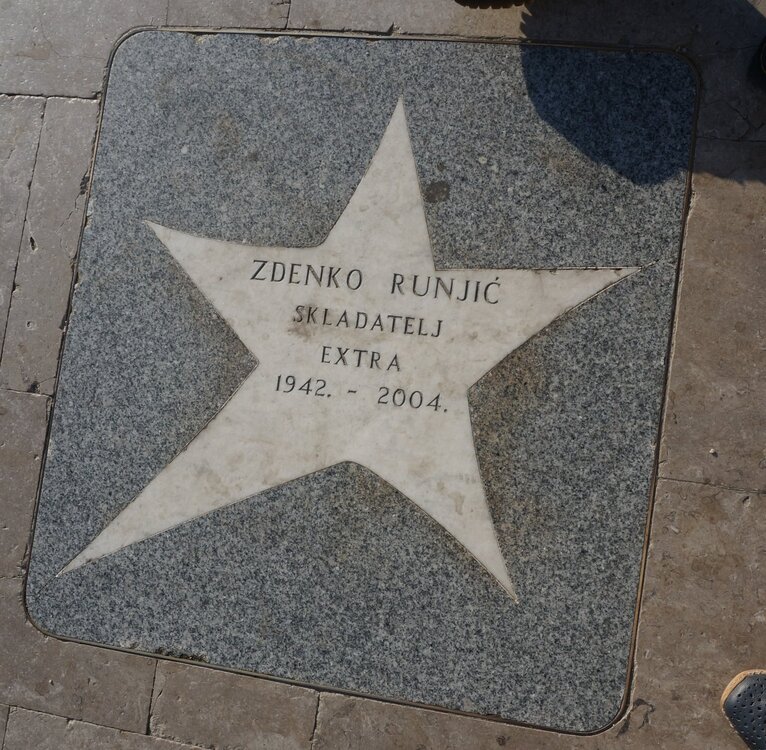 ZDENKO RUNJIĆ
SKLADATELJ
EXTRA
1942. - 2004.